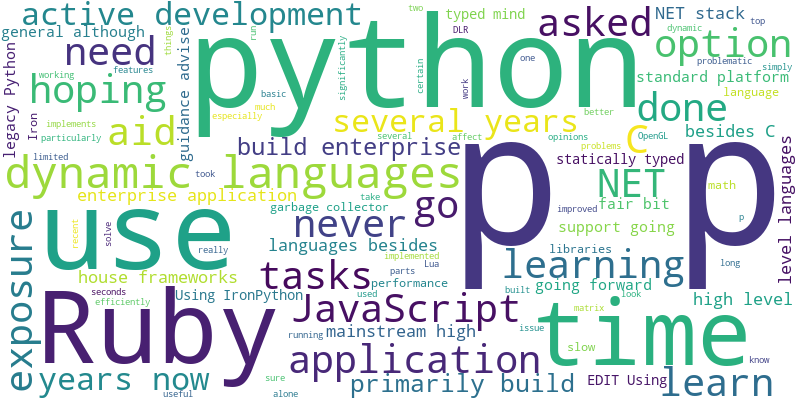 active development
general although
need
legacy Python
working
features
hoping
implements
Iron
particularly
aid
guidance advise
python
run
significantly
two
certain
DLR
typed mind
work
one
asked
NET stack
dynamic
top
problematic
things
option
simply
standard platform
language
done
besides C
especially
much
basic
several years
build enterprise
several
affect
better
opinions
C
OpenGL
problems
statically typed
level languages
dynamic languages
limited
took
enterprise application
garbage collector
take
never
go
NET
fair bit
math
improved
support going
p
p
p
use
exposure
recent
solve
languages besides
really
implemented
parts
Lua
performance
libraries
long
house frameworks
tasks
learning
built
going forward
matrix
look
high level
seconds
efficiently
Using IronPython
used
JavaScript
Ruby
running
mainstream high
issue
slow
time
application
years now
useful
sure
alone
primarily build
EDIT Using
learn
know